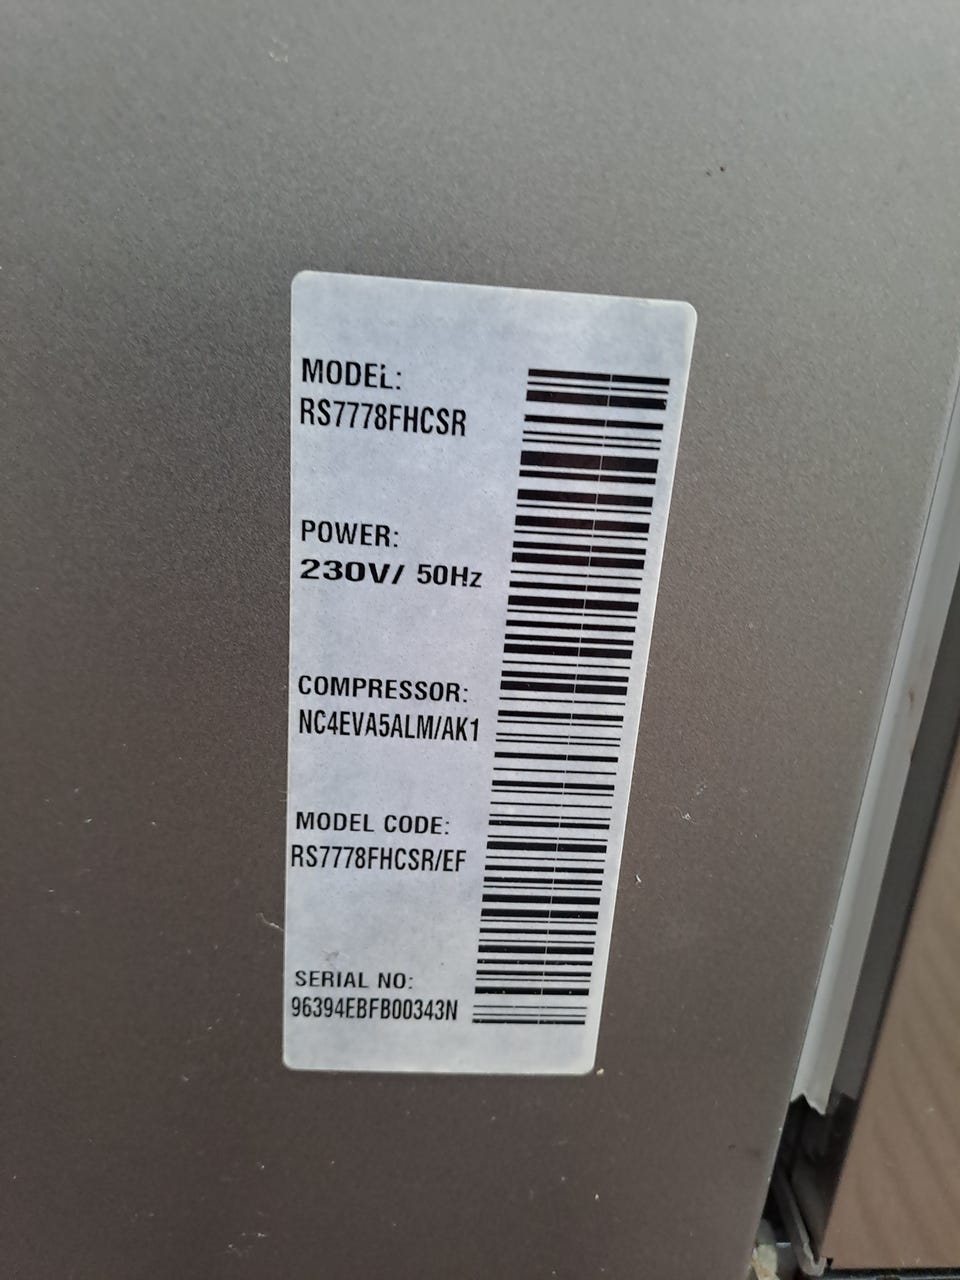 MODEL:
RS7778FHCSR
POWER:
230V/ 50Hz
COMPRESSOR:
NC4EVA5ALM/AK1
MODEL CODE:
RS7778FHCSR/EF
SERIAL NO:
96394EBFB00343N